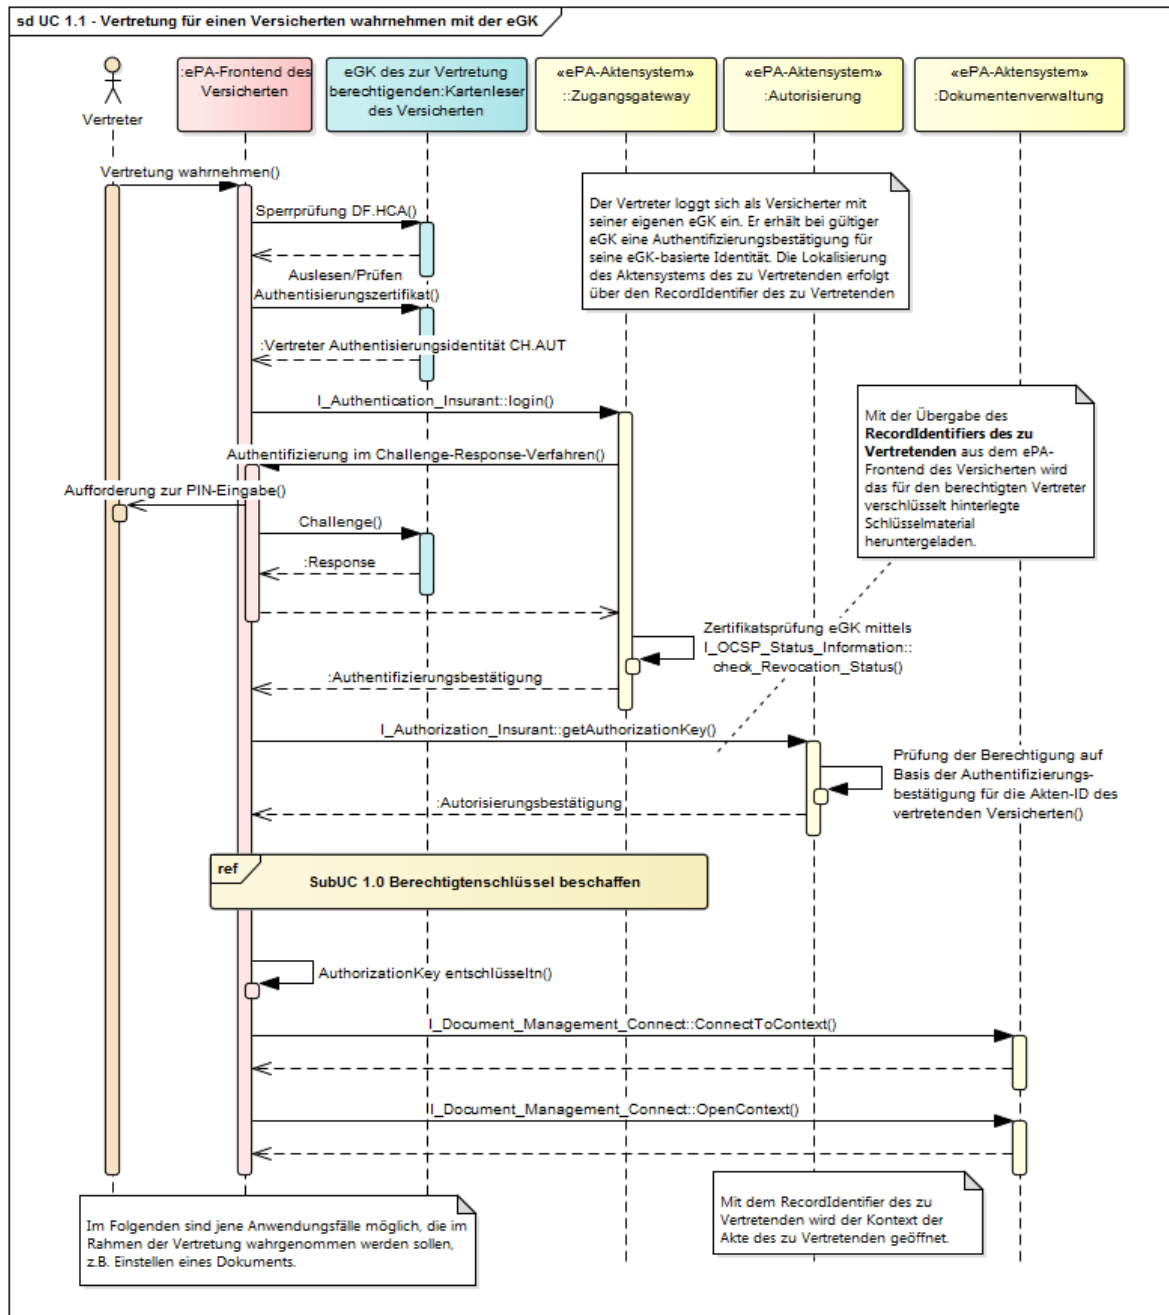 sd UC 1.1 - Vertretung für einen Versicherten wahrnehmen mit der eGK
Vertreter
:ePA-Frontend des
Versicherten
eGK des zur Vertretung
berechtigenden:Kartenleser
des Versicherten
«ePA-Aktensystem»
::Zugangsgateway
«ePA-Aktensystem»
:Autorisierung
«ePA-Aktensystem»
:Dokumentenverwaltung
Vertretung wahrnehmen()
Der Vertreter loggt sich als Versicherter mit
seiner eigenen eGK ein. Er erhält bei gültiger
eGK eine Authentifizierungsbestätigung für
seine eGK-basierte Identität. Die Lokalisierung
des Aktensystems des zu Vertretenden erfolgt
über den RecordIdentifier des zu Vertretenden
Sperrprüfung DF.HCA()
Auslesen/Prüfen
Authentisierungszertifikat()
:Vertreter Authentisierungsidentität CH.AUT
I_Authentication_Insurant::login()
Mit der Übergabe des
RecordIdentifiers des zu
Vertretenden aus dem ePA-
Frontend des Versicherten wird
das für den berechtigten Vertreter
verschlüsselt hinterlegte
Schlüsselmaterial
heruntergeladen.
Authentifizierung im Challenge-Response-Verfahren()
Aufforderung zur PIN-Eingabe()
Challenge()
:Response
Zertifikatsprüfung eGK mittels
I_OCSP_Status_Information::
check_Revocation_Status()
:Authentifizierungsbestätigung
I_Authorization_Insurant::getAuthorizationKey()
Prüfung der Berechtigung auf
Basis der Authentifizierungs-
bestätigung für die Akten-ID des
vertretenden Versicherten()
:Autorisierungsbestätigung
ref
SubUC 1.0 Berechtigtenschlüssel beschaffen
AuthorizationKey entschlüsseltn()
I_Document_Management_Connect::ConnectToContext()
I_Document_Management_Connect::OpenContext()
Mit dem RecordIdentifier des zu
Vertretenden wird der Kontext der
Akte des zu Vertretenden geöffnet.
Im Folgenden sind jene Anwendungsfälle möglich, die im
Rahmen der Vertretung wahrgenommen werden sollen,
z.B. Einstellen eines Dokuments.